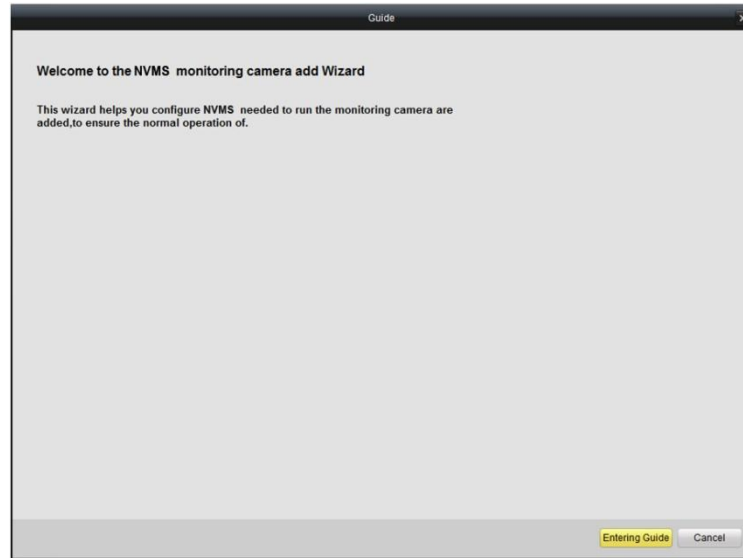 Guide
Welcome to the NVMS monitoring camera add Wizard
This wizard helps you configure NVMS needed to run the monitoring camera are
added,to ensure the normal operation of.
Entering Guide Cancel